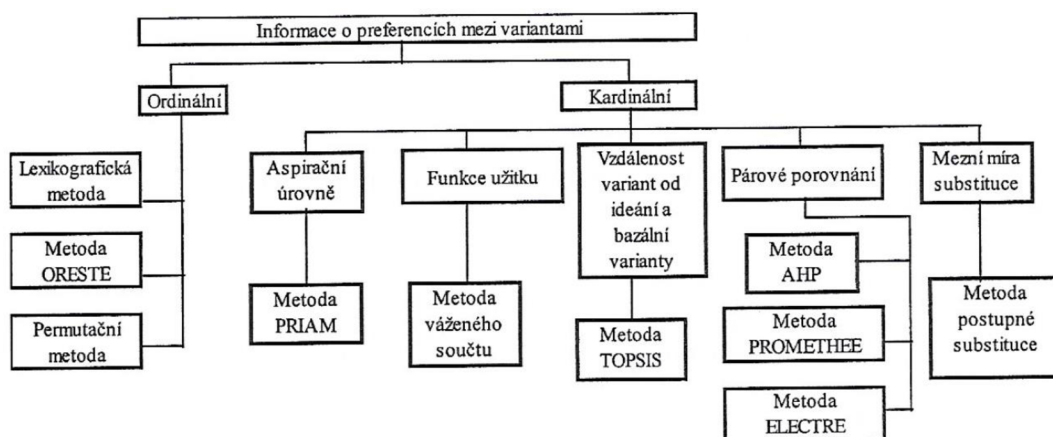 Informace o preferencích mezi variantami
Ordinální
Kardinální
Lexikografická
metoda
Metoda
ORESTE
Permutační
metoda
Aspirační
úrovně
Metoda
PRIAM
Funkce užitku
Metoda
váženého
součtu
Vzdálenost
variant od
ideání a
bazální
varianty
Metoda
TOPSIS
Párové porovnání
Metoda
AHP
Metoda
PROMETHEE
Metoda
ELECTRE
Mezní míra
substituce
Metoda
postupné
substituce